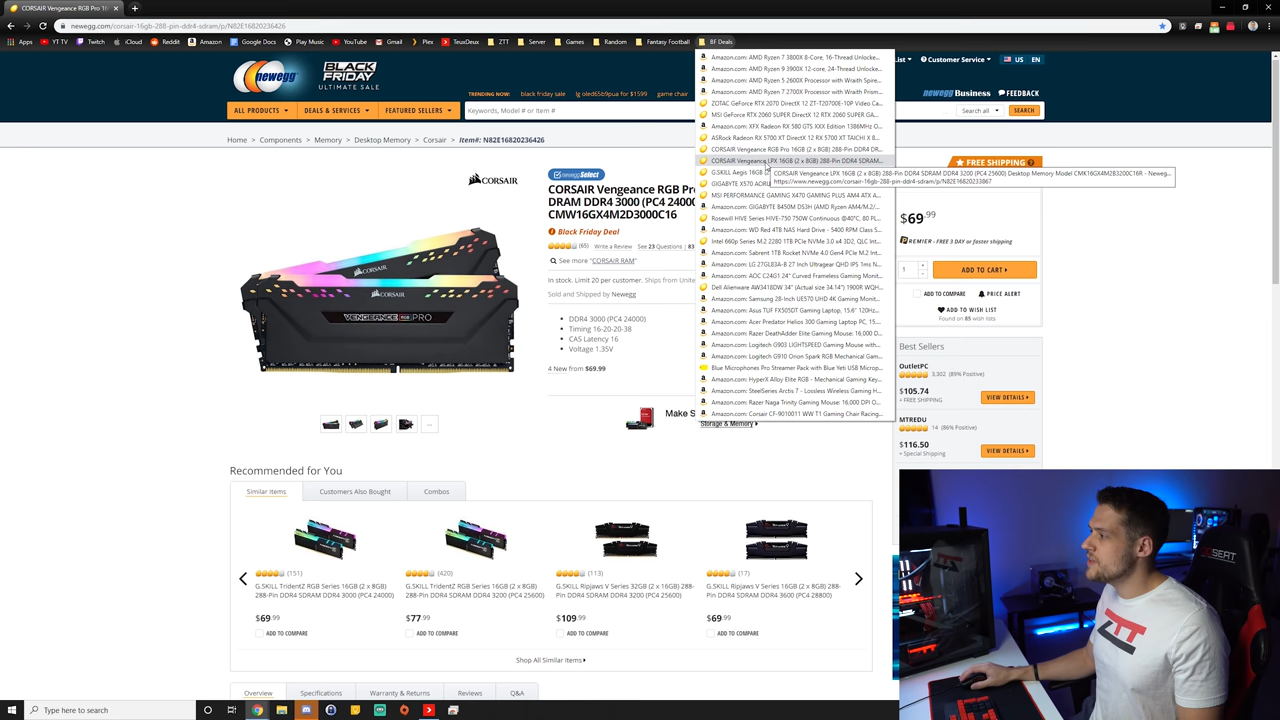 CORSAIR Vengeance RGB Pro 16
newegg.com/corsair-16gb-288-pin-ddr4-sdram/p/N82E16820236426
Apps
YT TV
Twitch
iCloud
Reddit
Amazon
Google Docs
Play Music
YouTube
Gmail
Plex
TeuxDeux
ZTT
Server
Games
Random
Fantasy Football
BF Deals
newegg
BLACK FRIDAY
ULTIMATE SALE
TRENDING NOW: black friday sale lg oled65b9pua for $1599 game chair
List
Customer Service
US EN
newegg Business
FEEDBACK
ALL PRODUCTS
DEALS & SERVICES
FEATURED SELLERS
Keywords, Model # or Item #
Search all
SEARCH
Home > Components > Memory > Desktop Memory > Corsair > Item#: N82E16820236426
Amazon.com: AMD Ryzen 7 3800X 8-Core, 16-Thread Unlocke...
Amazon.com: AMD Ryzen 9 3900X 12-core, 24-Thread Unlock...
Amazon.com: AMD Ryzen 5 2600X Processor with Wraith Spire...
Amazon.com: AMD Ryzen 7 2700X Processor with Wraith Prism...
ZOTAC GeForce RTX 2070 DirectX 12 ZT-T20700E-10P Video Ca...
MSI GeForce RTX 2060 SUPER DirectX 12 RTX 2060 SUPER GA...
Amazon.com: XFX Radeon RX 580 GTS XXX Edition 1386MHz O...
ASRock Radeon RX 5700 XT DirectX 12 RX 5700 XT TAICHI X 8...
CORSAIR Vengeance RGB Pro 16GB (2 x 8GB) 288-Pin DDR4 DR...
CORSAIR Vengeance LPX 16GB (2 x 8GB) 288-Pin DDR4 SDRAM...
G.SKILL Aegis 16GB
GIGABYTE X570 AORU
MSI PERFORMANCE GAMING X470 GAMING PLUS AM4 ATX A...
Amazon.com: GIGABYTE B450M DS3H (AMD Ryzen AM4/M.2/...
Rosewill HIVE Series HIVE-750 750W Continuous @40°C, 80 PL...
Amazon.com: WD Red 4TB NAS Hard Drive - 5400 RPM Class S...
Intel 660p Series M.2 2280 1TB PCIe NVMe 3.0 x4 3D2, QLC Int...
Amazon.com: Sabrent 1TB Rocket NVMe 4.0 Gen4 PCIe M.2 Int...
Amazon.com: LG 27GL83A-B 27 Inch Ultragear QHD IPS 1ms N...
Amazon.com: AOC C24G1 24" Curved Frameless Gaming Monit...
Dell Alienware AW3418DW 34" (Actual size 34.14") 1900R WQH...
Amazon.com: Samsung 28-Inch UE570 UHD 4K Gaming Monit...
Amazon.com: Asus TUF FX505DT Gaming Laptop, 15.6" 120Hz...
Amazon.com: Acer Predator Helios 300 Gaming Laptop PC, 15....
Amazon.com: Razer DeathAdder Elite Gaming Mouse: 16,000 D...
Amazon.com: Logitech G903 LIGHTSPEED Gaming Mouse with...
Amazon.com: Logitech G910 Orion Spark RGB Mechanical Gam...
Blue Microphones Pro Streamer Pack with Blue Yeti USB Microp...
Amazon.com: HyperX Alloy Elite RGB - Mechanical Gaming Key...
Amazon.com: SteelSeries Arctis 7 - Lossless Wireless Gaming H...
Amazon.com: Razer Naga Trinity Gaming Mouse: 16,000 DPI O...
Amazon.com: Corsair CF-9010011 WW T1 Gaming Chair Racing...
CORSAIR Vengeance LPX 16GB (2 x 8GB) 288-Pin DDR4 SDRAM DDR4 3200 (PC4 25600) Desktop Memory Model CMK16GX4M2B3200C16R - Neweg...
https://www.newegg.com/corsair-16gb-288-pin-ddr4-sdram/p/N82E16820233867
CORSAIR
neweggSelect
CORSAIR Vengeance RGB Pr
DRAM DDR4 3000 (PC4 24000)
CMW16GX4M2D3000C16
Black Friday Deal
(65) Write a Review See 23 Questions | 83
See more "CORSAIR RAM"
In stock. Limit 20 per customer. Ships from Unite
Sold and Shipped by Newegg
DDR4 3000 (PC4 24000)
Timing 16-20-20-38
CAS Latency 16
Voltage 1.35V
4 New from $69.99
CORSAIR
CORSAIR
VENGEANCE RGB PRO
Make S
Storage & Memory
FREE SHIPPING
$69.99
PREMIER - FREE 3 DAY or faster shipping
1
ADD TO CART
ADD TO COMPARE
PRICE ALERT
ADD TO WISH LIST
Found on 85 wish lists
Best Sellers
OutletPC
3,302 (89% Positive)
$105.74
+ FREE SHIPPING
VIEW DETAILS
MTREDU
14 (86% Positive)
$116.50
+ Special Shipping
VIEW DETAILS
Recommended for You
Similar Items
Customers Also Bought
Combos
(151)
G.SKILL TridentZ RGB Series 16GB (2 x 8GB)
288-Pin DDR4 SDRAM DDR4 3000 (PC4 24000)
$69.99
ADD TO COMPARE
(420)
G.SKILL TridentZ RGB Series 16GB (2 x 8GB)
288-Pin DDR4 SDRAM DDR4 3200 (PC4 25600)
$77.99
ADD TO COMPARE
(113)
G.SKILL Ripjaws V Series 32GB (2 x 16GB) 288-
Pin DDR4 SDRAM DDR4 3200 (PC4 25600)
$109.99
ADD TO COMPARE
(17)
G.SKILL Ripjaws V Series 16GB (2 x 8GB) 288-
Pin DDR4 SDRAM DDR4 3600 (PC4 28800)
$69.99
ADD TO COMPARE
Shop All Similar Items
Overview
Specifications
Warranty & Returns
Reviews
Q&A
ZTT
Type here to search